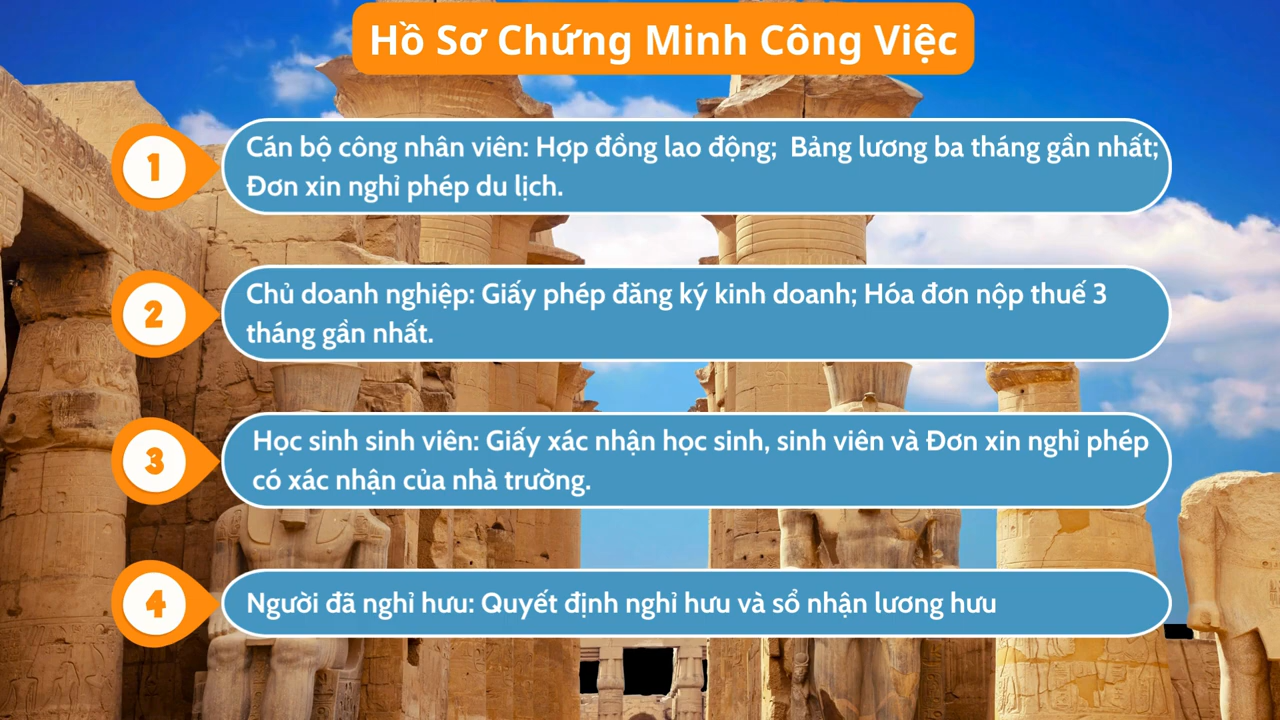 Hồ Sơ Chứng Minh Công Việc
1
Cán bộ công nhân viên: Hợp đồng lao động;  Bảng lương ba tháng gần nhất;
Đơn xin nghỉ phép du lịch.
2
Chủ doanh nghiệp: Giấy phép đăng ký kinh doanh; Hóa đơn nộp thuế 3
tháng gần nhất.
3
Học sinh sinh viên: Giấy xác nhận học sinh, sinh viên và Đơn xin nghỉ phép
có xác nhận của nhà trường.
4
Người đã nghỉ hưu: Quyết định nghỉ hưu và sổ nhận lương hưu